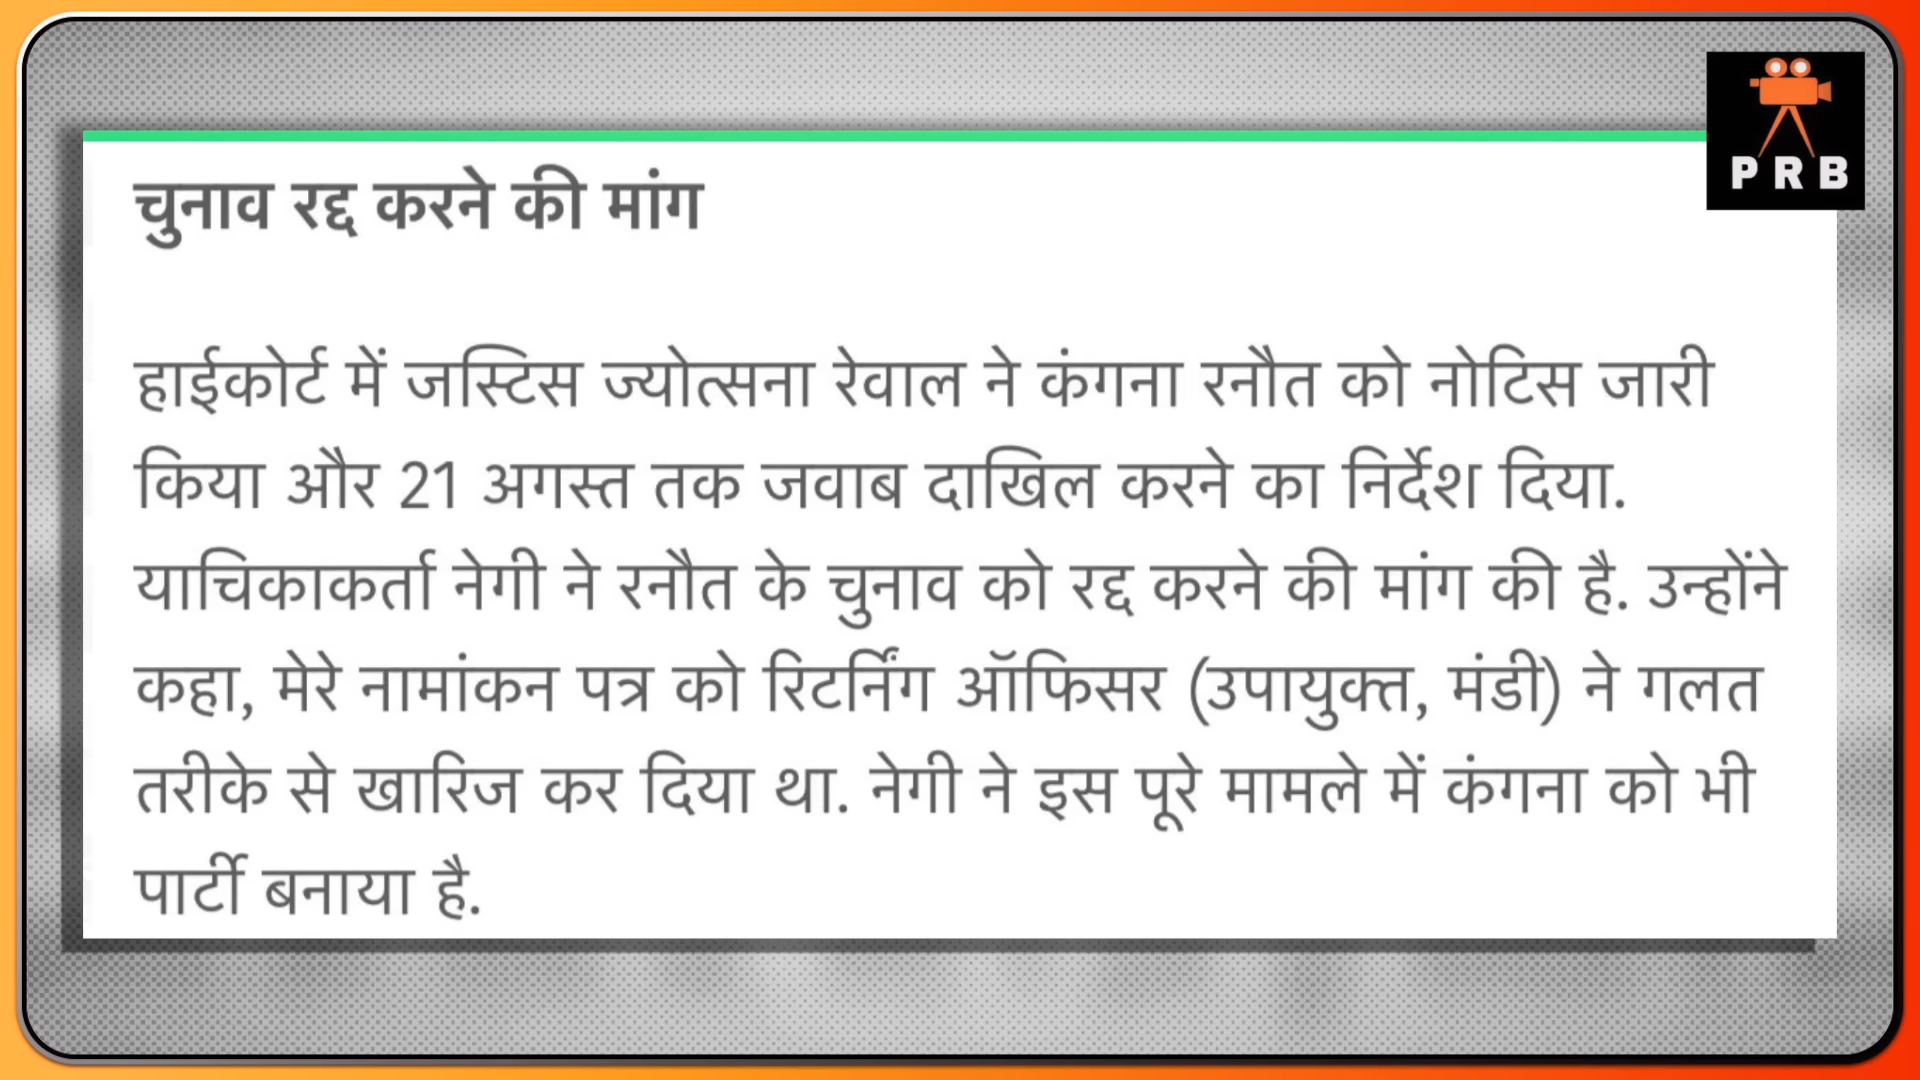 PRB
चुनाव रद्द करने की मांग
हाईकोर्ट में जस्टिस ज्योत्सना रेवाल ने कंगना रनौत को नोटिस जारी
किया और 21 अगस्त तक जवाब दाखिल करने का निर्देश दिया.
याचिकाकर्ता नेगी ने रनौत के चुनाव को रद्द करने की मांग की है. उन्होंने
कहा, मेरे नामांकन पत्र को रिटर्निंग ऑफिसर (उपायुक्त, मंडी) ने गलत
तरीके से खारिज कर दिया था. नेगी ने इस पूरे मामले में कंगना को भी
पार्टी बनाया है.